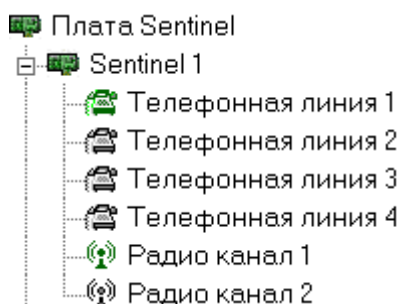 Плата Sentinel
Sentinel 1
Телефонная линия 1
Телефонная линия 2
Телефонная линия 3
Телефонная линия 4
Радио канал 1
Радио канал 2